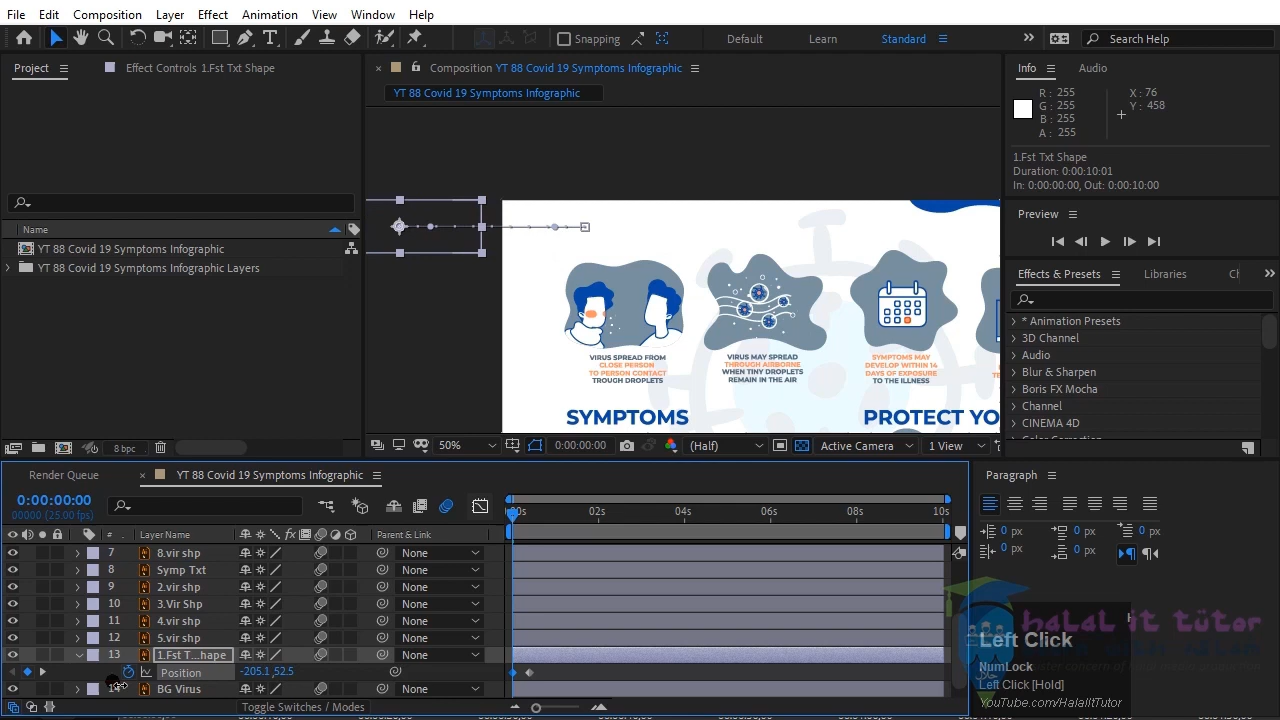 File Edit Composition Layer Effect Animation View Window Help
Snapping Default Learn Standard Search Help
Project Effect Controls 1.Fst Txt Shape
Composition YT 88 Covid 19 Symptoms Infographic
Info Audio
YT 88 Covid 19 Symptoms Infographic
R : 255
G : 255
B : 255
A : 255
X : 76
Y : 458
1.Fst Txt Shape
Duration: 0:00:10:01
In: 0:00:00:00, Out: 0:00:10:00
Preview
Effects & Presets Libraries
* Animation Presets
3D Channel
Audio
Blur & Sharpen
Boris FX Mocha
Channel
CINEMA 4D
Name
YT 88 Covid 19 Symptoms Infographic
YT 88 Covid 19 Symptoms Infographic Layers
VIRUS SPREAD FROM
CLOSE PERSON
TO PERSON CONTACT
TROUGH DROPLETS
VIRUS MAY SPREAD
THROUGH AIRBORNE
WHEN TINY DROPLETS
REMAIN IN THE AIR
SYMPTOMS MAY
DEVELOP WITHIN 14
DAYS OF EXPOSURE
TO THE ILLNESS
SYMPTOMS PROTECT YO
8 bpc
50% 0:00:00:00 (Half) Active Camera 1 View
Render Queue YT 88 Covid 19 Symptoms Infographic
Paragraph
0:00:00:00
00000 (25.00 fps)
# Layer Name Parent & Link
02s 04s 06s 08s 10s
7 8.vir shp None
8 Symp Txt None
9 2.vir shp None
10 3.Vir Shp None
11 4.vir shp None
12 5.vir shp None
13 1.Fst T...hape None
Position -205.1,52.5
BG Virus None
Toggle Switches / Modes
0 px 0 px 0 px
0 px 0 px
halal it tutor
Left Click
NumLock
Left Click [Hold]
YouTube.com/HalalItTutor